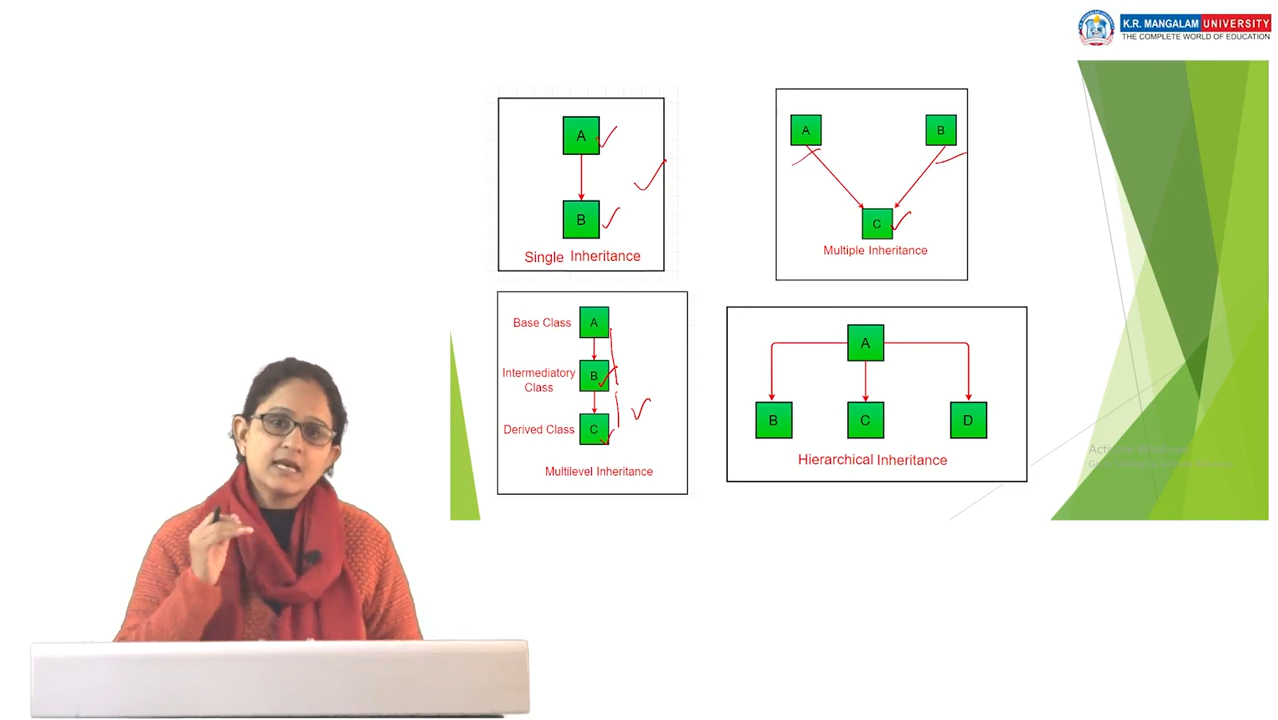 K.R. MANGALAM UNIVERSITY
THE COMPLETE WORLD OF EDUCATION
A
B
Single Inheritance
A B
C
Multiple Inheritance
Base Class A
Intermediatory
Class
B
Derived Class C
Multilevel Inheritance
A
B C D
Hierarchical Inheritance